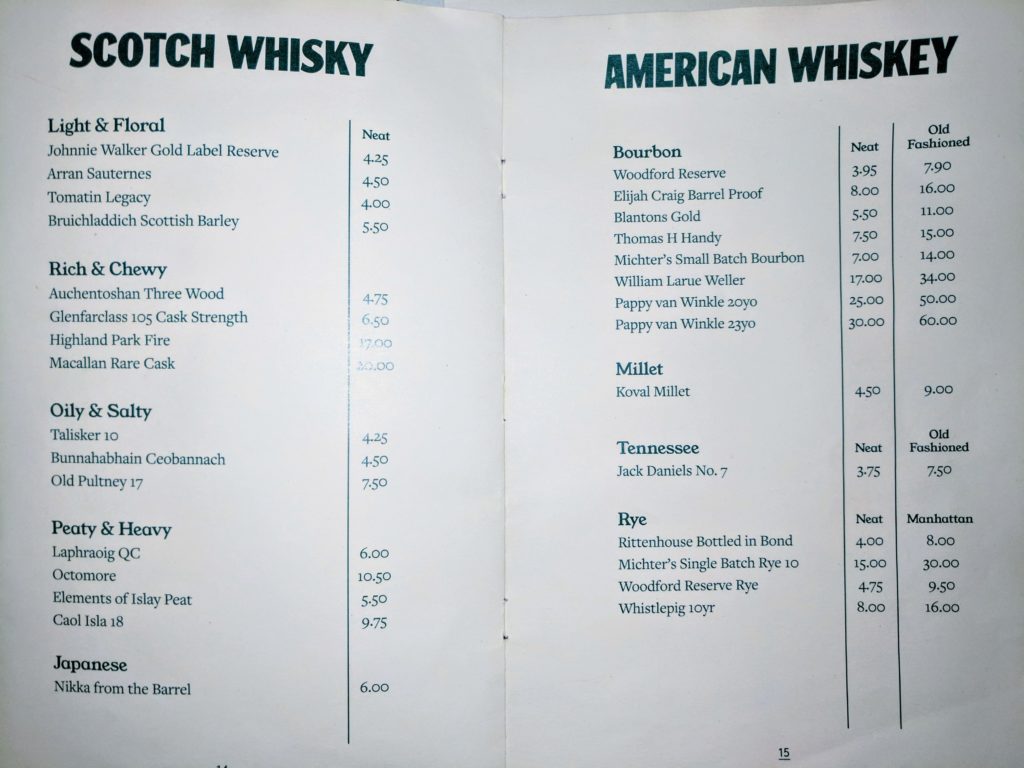 SCOTCH WHISKY
Light & Floral Neat
Johnnie Walker Gold Label Reserve 4.25
Arran Sauternes 4.50
Tomatin Legacy 4.00
Bruichladdich Scottish Barley 5.50
Rich & Chewy
Auchentoshan Three Wood 4.75
Glenfarclass 105 Cask Strength 6.50
Highland Park Fire 17.00
Macallan Rare Cask 20.00
Oily & Salty
Talisker 10 4.25
Bunnahabhain Ceobannach 4.50
Old Pultney 17 7.50
Peaty & Heavy
Laphraoig QC 6.00
Octomore 10.50
Elements of Islay Peat 5.50
Caol Isla 18 9.75
Japanese
Nikka from the Barrel 6.00
14
AMERICAN WHISKEY
Bourbon Neat Old Fashioned
Woodford Reserve 3.95 7.90
Elijah Craig Barrel Proof 8.00 16.00
Blantons Gold 5.50 11.00
Thomas H Handy 7.50 15.00
Michter's Small Batch Bourbon 7.00 14.00
William Larue Weller 17.00 34.00
Pappy van Winkle 20yo 25.00 50.00
Pappy van Winkle 23yo 30.00 60.00
Millet
Koval Millet 4.50 9.00
Tennessee Neat Old Fashioned
Jack Daniels No. 7 3.75 7.50
Rye Neat Manhattan
Rittenhouse Bottled in Bond 4.00 8.00
Michter's Single Batch Rye 10 15.00 30.00
Woodford Reserve Rye 4.75 9.50
Whistlepig 10yr 8.00 16.00
15